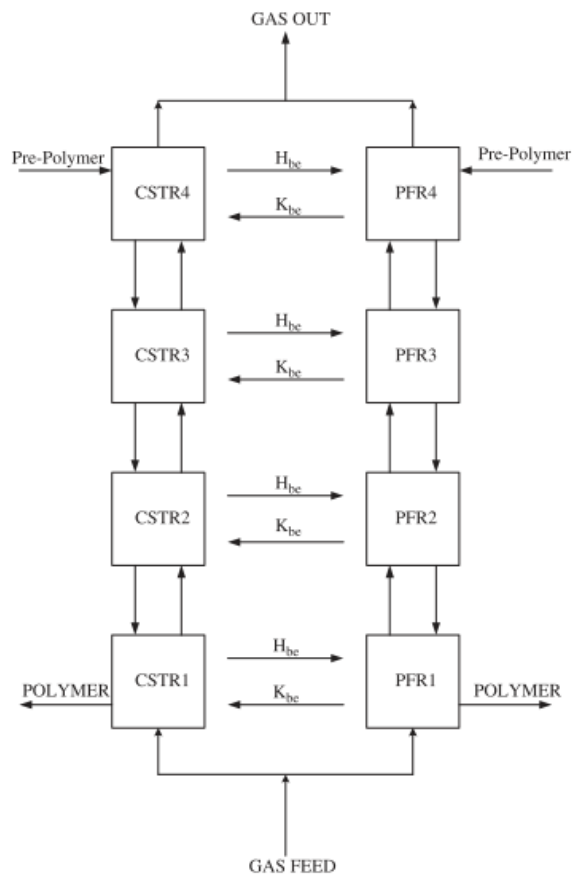 GAS OUT
Pre-Polymer
Pre-Polymer
CSTR4
H_be
K_be
PFR4
CSTR3
H_be
K_be
PFR3
CSTR2
H_be
K_be
PFR2
CSTR1
H_be
K_be
PFR1
POLYMER
POLYMER
GAS FEED